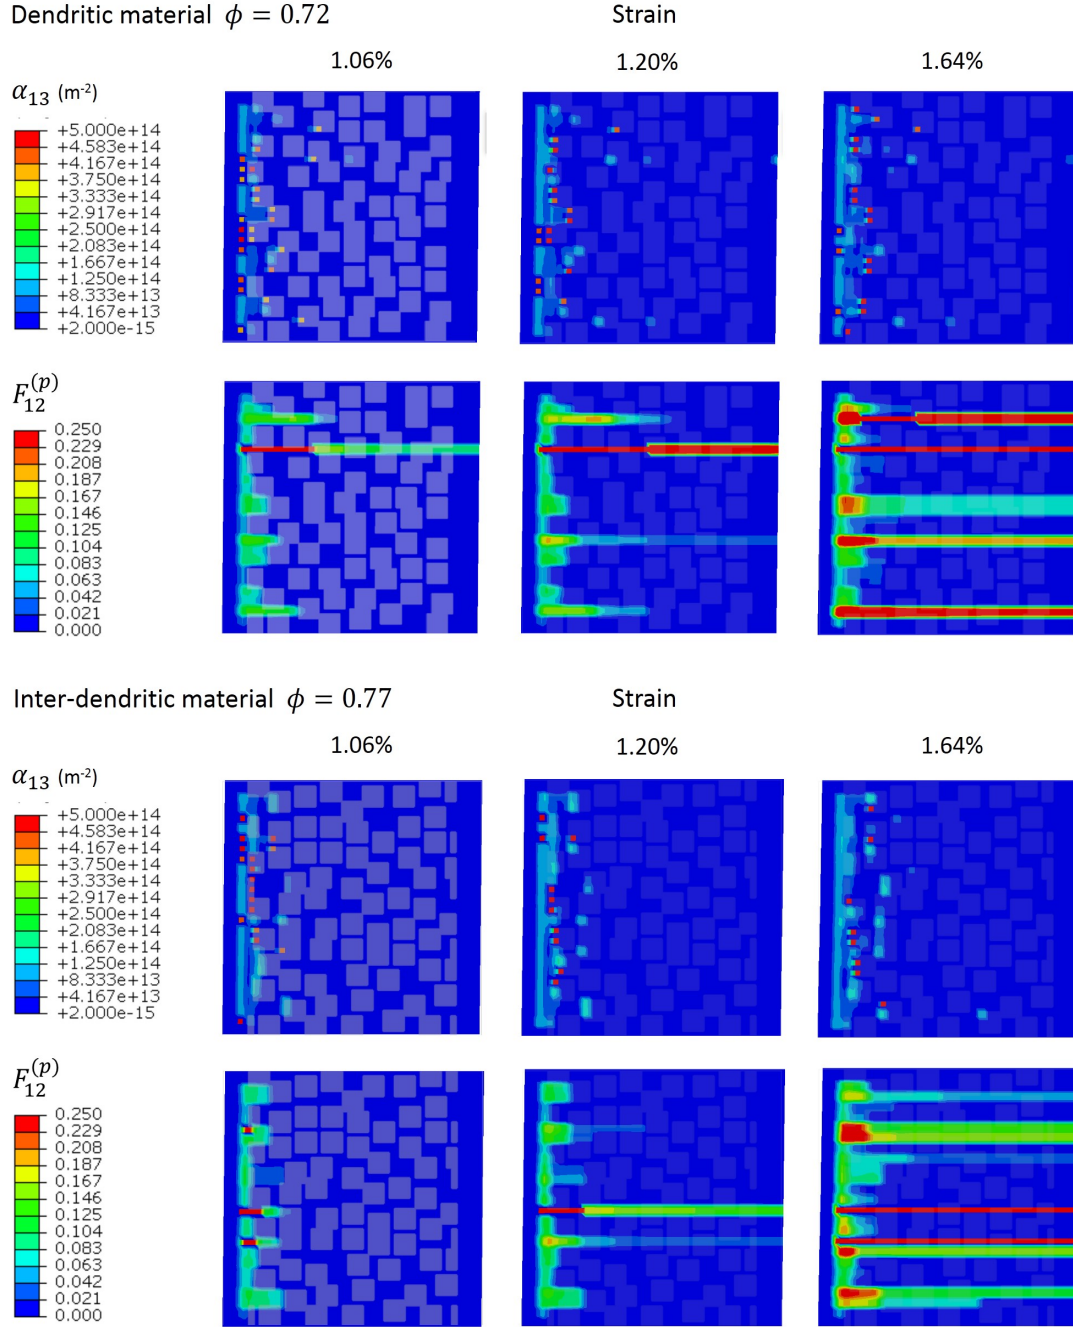 Dendritic material ϕ = 0.72 Strain
1.06% 1.20% 1.64%
α₁₃ (m⁻²)
+5.000e+14
+4.583e+14
+4.167e+14
+3.750e+14
+3.333e+14
+2.917e+14
+2.500e+14
+2.083e+14
+1.667e+14
+1.250e+14
+8.333e+13
+4.167e+13
+2.000e-15
F₁₂⁽ᵖ⁾
0.250
0.229
0.208
0.187
0.167
0.146
0.125
0.104
0.083
0.063
0.042
0.021
0.000
Inter-dendritic material ϕ = 0.77 Strain
1.06% 1.20% 1.64%
α₁₃ (m⁻²)
+5.000e+14
+4.583e+14
+4.167e+14
+3.750e+14
+3.333e+14
+2.917e+14
+2.500e+14
+2.083e+14
+1.667e+14
+1.250e+14
+8.333e+13
+4.167e+13
+2.000e-15
F₁₂⁽ᵖ⁾
0.250
0.229
0.208
0.187
0.167
0.146
0.125
0.104
0.083
0.063
0.042
0.021
0.000